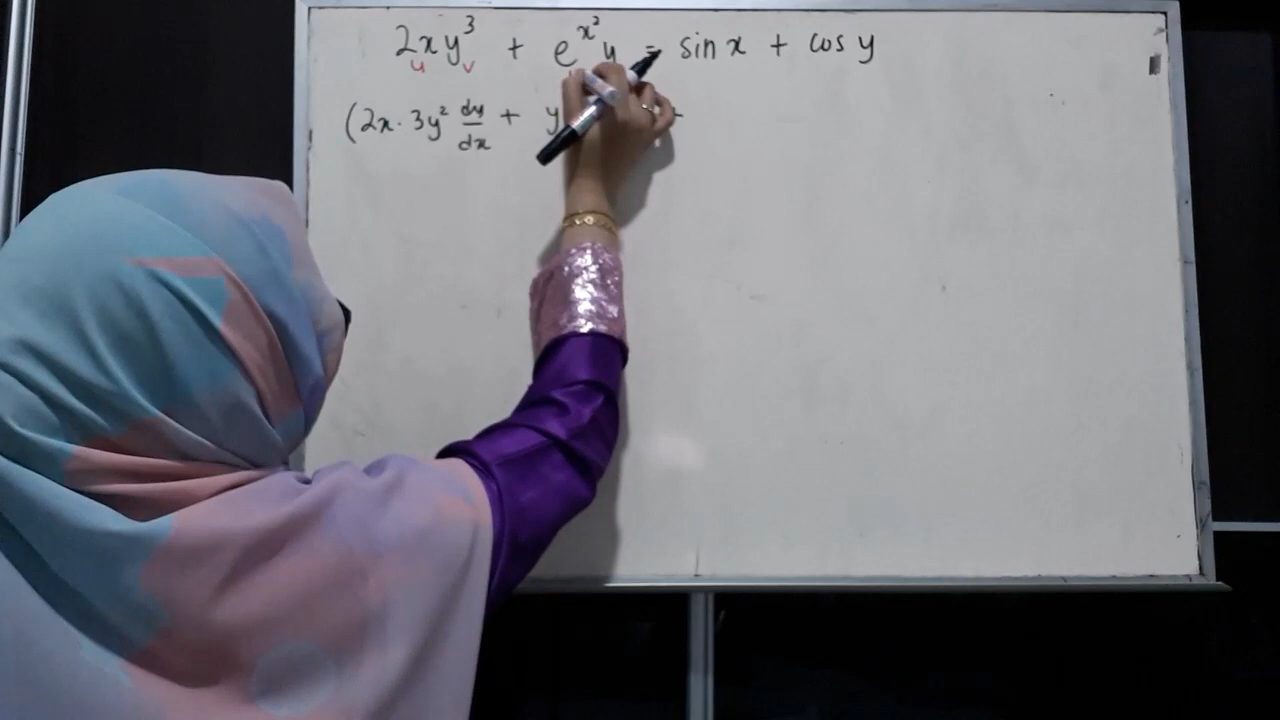 2xy³ + e^{x²}y = sin x + cos y
u v
(2x · 3y² dy/dx + y